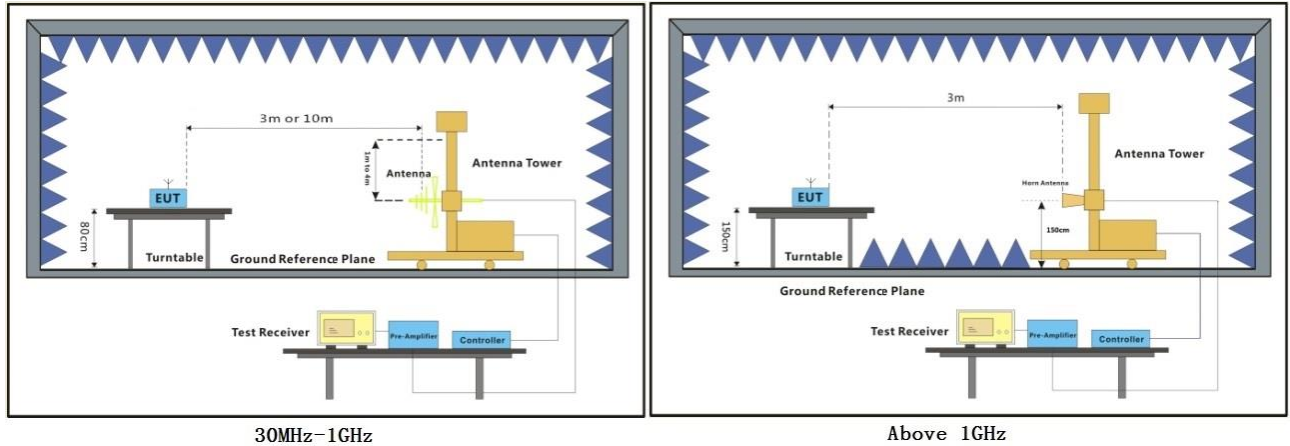 3m or 10m
1m to 4m
Antenna
Antenna Tower
EUT
80cm
Turntable
Ground Reference Plane
Test Receiver
Pre-Amplifier
Controller
30MHz-1GHz
3m
Antenna Tower
Horn Antenna
EUT
150cm
150cm
Turntable
Ground Reference Plane
Test Receiver
Pre-Amplifier
Controller
Above 1GHz